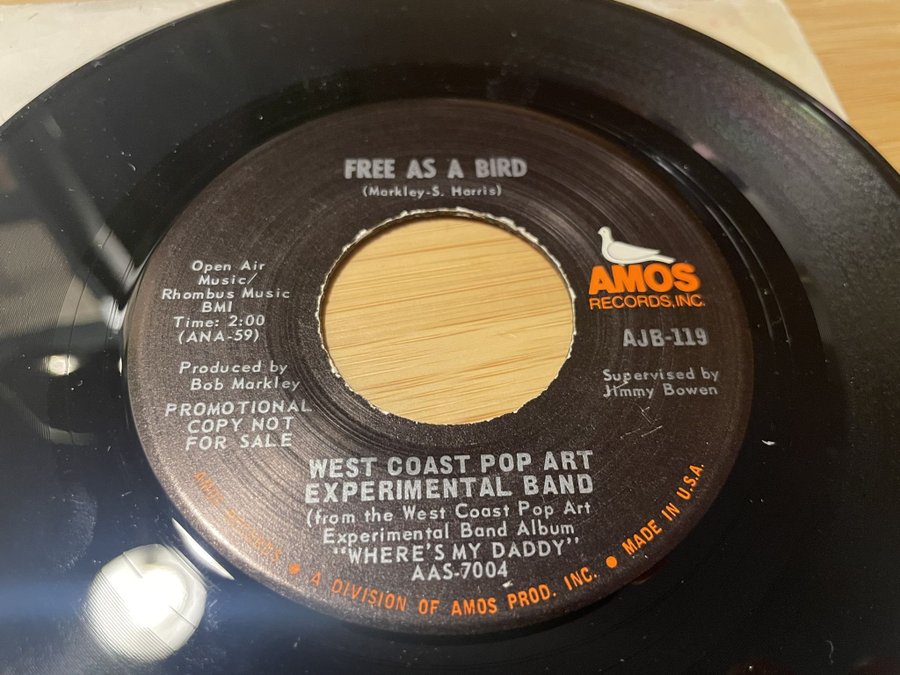 FREE AS A BIRD
(Markley-S. Harris)
Open Air
Music/
Rhombus Music
BMI
Time: 2:00
(ANA-59)
Produced by
Bob Markley
PROMOTIONAL
COPY NOT
FOR SALE
AMOS
RECORDS, INC.
AJB-119
Supervised by
Jimmy Bowen
WEST COAST POP ART
EXPERIMENTAL BAND
(from the West Coast Pop Art
Experimental Band Album
"WHERE'S MY DADDY"
AAS-7004
AMOS RECORDS • A DIVISION OF AMOS PROD. INC. • MADE IN U.S.A.